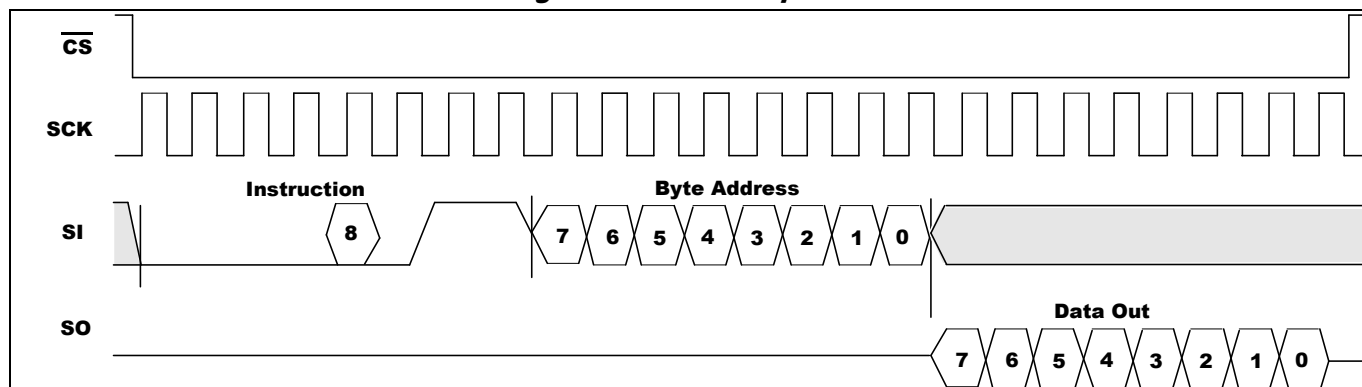 CS
SCK
Instruction
Byte Address
SI
8
7 6 5 4 3 2 1 0
Data Out
SO
7 6 5 4 3 2 1 0